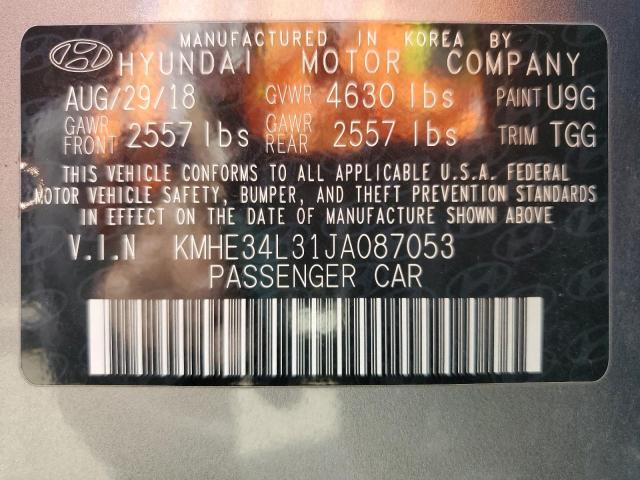 MANUFACTURED IN KOREA BY
HYUNDAI MOTOR COMPANY
AUG/29/18 GVWR 4630 lbs PAINT U9G
GAWR FRONT 2557 lbs GAWR REAR 2557 lbs TRIM TGG
THIS VEHICLE CONFORMS TO ALL APPLICABLE U.S.A. FEDERAL
MOTOR VEHICLE SAFETY, BUMPER, AND THEFT PREVENTION STANDARDS
IN EFFECT ON THE DATE OF MANUFACTURE SHOWN ABOVE
V.I.N KMHE34L31JA087053
PASSENGER CAR